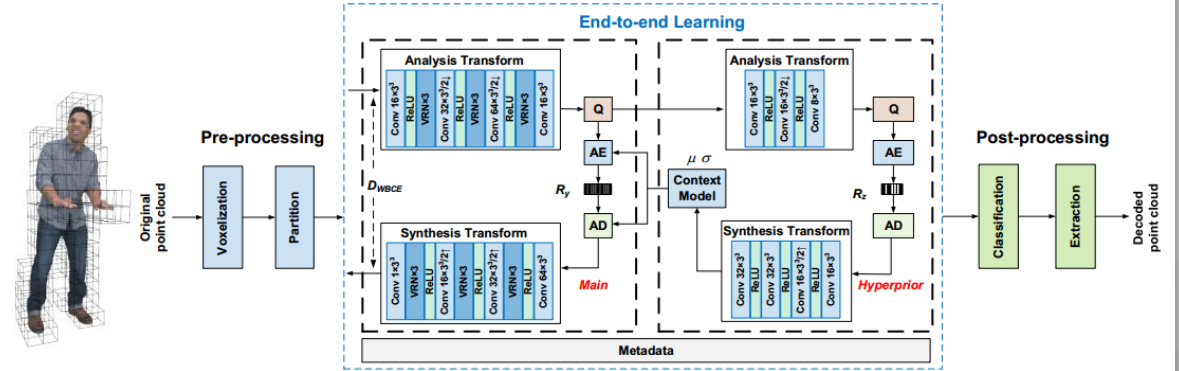 End-to-end Learning
Pre-processing
Original
point cloud
Voxelization
Partition
Analysis Transform
Conv 16×3³
ReLU
VRN×3
Conv 32×3³/2↓
ReLU
VRN×3
Conv 64×3³/2↓
ReLU
VRN×3
Conv 16×3³
Q
AE
R_y
AD
D_WBCE
Synthesis Transform
Conv 1×3³
VRN×3
ReLU
Conv 16×3³/2↑
VRN×3
ReLU
Conv 32×3³/2↑
VRN×3
ReLU
Conv 64×3³
Main
Analysis Transform
Conv 16×3³
ReLU
Conv 16×3³/2↓
ReLU
Conv 8×3³
Q
AE
R_z
AD
μ σ
Context
Model
Synthesis Transform
Conv 32×3³
ReLU
Conv 32×3³
ReLU
Conv 16×3³/2↑
ReLU
Conv 16×3³
Hyperprior
Metadata
Post-processing
Classification
Extraction
Decoded
point cloud